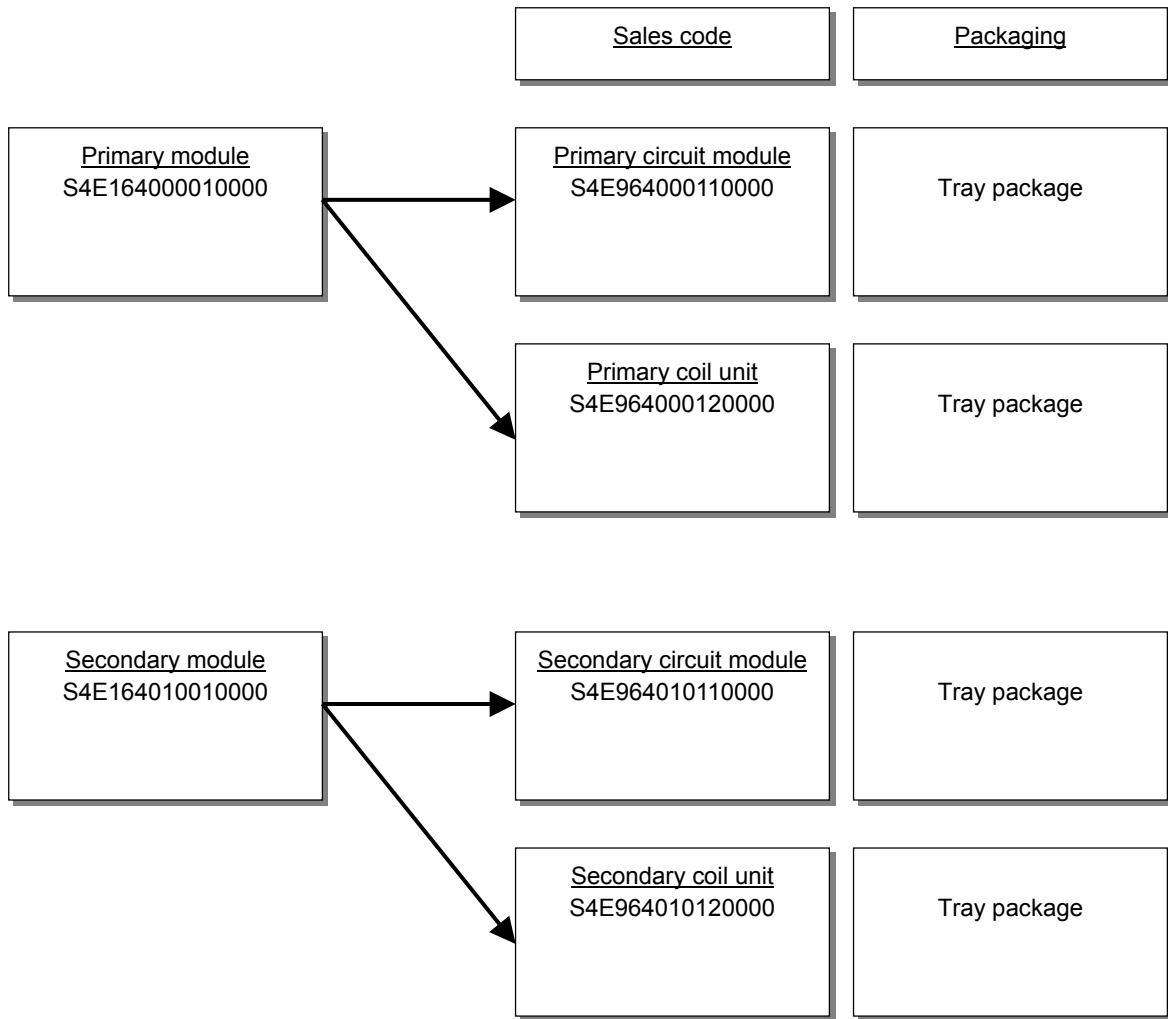 Sales code
Packaging
Primary module
S4E164000010000
Primary circuit module
S4E964000110000
Tray package
Primary coil unit
S4E964000120000
Tray package
Secondary module
S4E164010010000
Secondary circuit module
S4E964010110000
Tray package
Secondary coil unit
S4E964010120000
Tray package